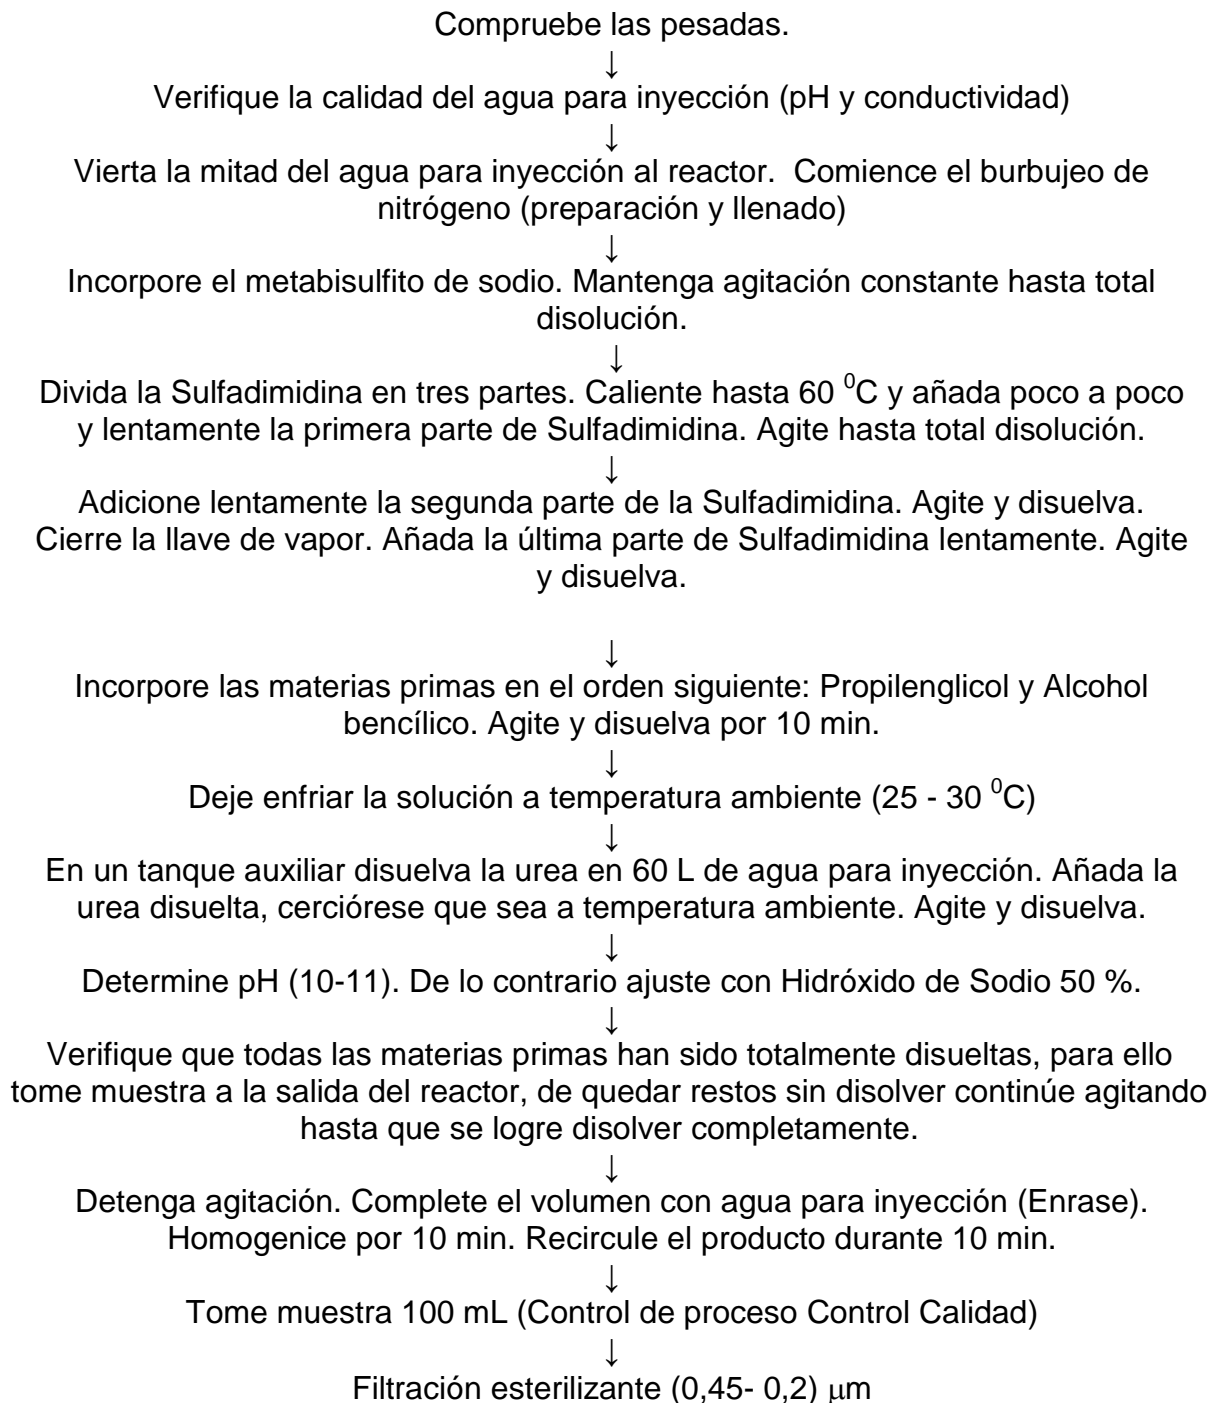 Compruebe las pesadas.
↓
Verifique la calidad del agua para inyección (pH y conductividad)
↓
Vierta la mitad del agua para inyección al reactor.  Comience el burbujeo de
nitrógeno (preparación y llenado)
↓
Incorpore el metabisulfito de sodio. Mantenga agitación constante hasta total
disolución.
↓
Divida la Sulfadimidina en tres partes. Caliente hasta 60 ⁰C y añada poco a poco
y lentamente la primera parte de Sulfadimidina. Agite hasta total disolución.
↓
Adicione lentamente la segunda parte de la Sulfadimidina. Agite y disuelva.
Cierre la llave de vapor. Añada la última parte de Sulfadimidina lentamente. Agite
y disuelva.
↓
Incorpore las materias primas en el orden siguiente: Propilenglicol y Alcohol
bencílico. Agite y disuelva por 10 min.
↓
Deje enfriar la solución a temperatura ambiente (25 - 30 ⁰C)
↓
En un tanque auxiliar disuelva la urea en 60 L de agua para inyección. Añada la
urea disuelta, cerciórese que sea a temperatura ambiente. Agite y disuelva.
↓
Determine pH (10-11). De lo contrario ajuste con Hidróxido de Sodio 50 %.
↓
Verifique que todas las materias prima han sido totalmente disueltas, para ello
tome muestra a la salida del reactor, de quedar restos sin disolver continúe agitando
hasta que se logre disolver completamente.
↓
Detenga agitación. Complete el volumen con agua para inyección (Enrase).
Homogenice por 10 min. Recircule el producto durante 10 min.
↓
Tome muestra 100 mL (Control de proceso Control Calidad)
↓
Filtración esterilizante (0,45- 0,2) μm